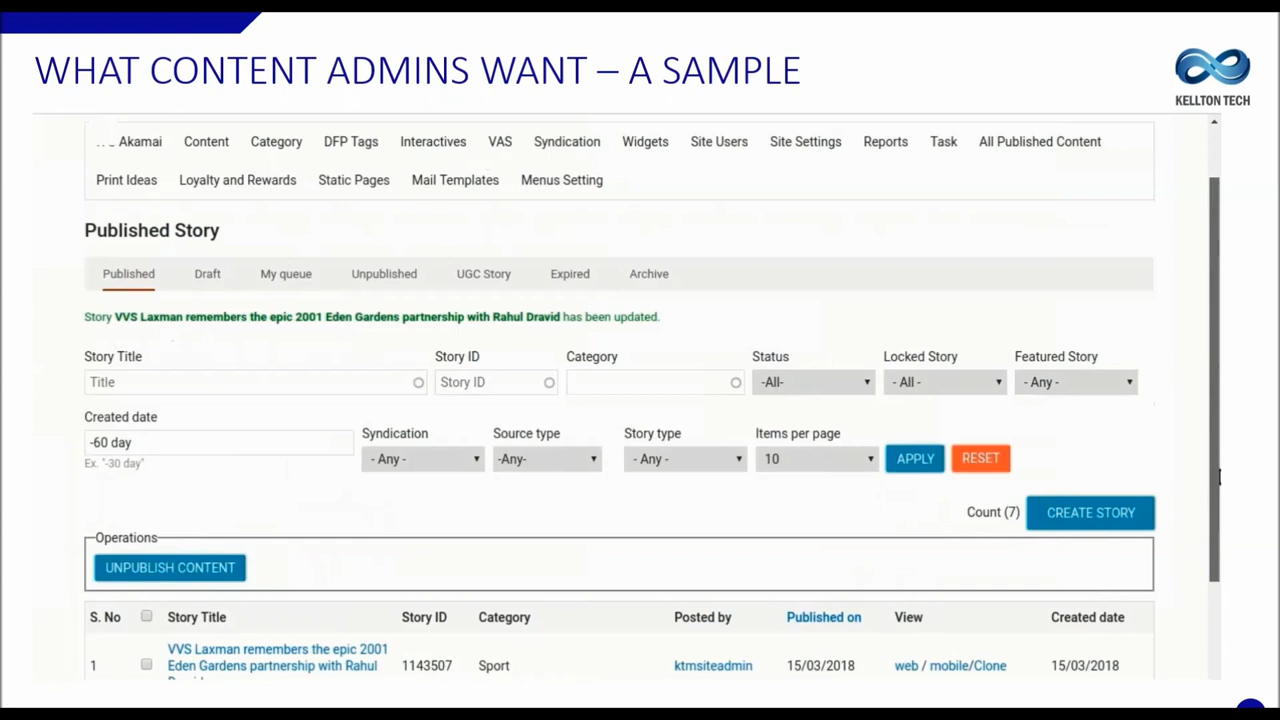 WHAT CONTENT ADMINS WANT – A SAMPLE
KELLTON TECH
Akamai Content Category DFP Tags Interactives VAS Syndication Widgets Site Users Site Settings Reports Task All Published Content
Print Ideas Loyalty and Rewards Static Pages Mail Templates Menus Setting
Published Story
Published Draft My queue Unpublished UGC Story Expired Archive
Story VVS Laxman remembers the epic 2001 Eden Gardens partnership with Rahul Dravid has been updated.
Story Title Story ID Category Status Locked Story Featured Story
Title Story ID -All- - All - - Any -
Created date
-60 day
Ex. "-30 day"
Syndication Source type Story type Items per page
- Any - -Any- - Any - 10 APPLY RESET
Count (7) CREATE STORY
Operations
UNPUBLISH CONTENT
S. No Story Title Story ID Category Posted by Published on View Created date
VVS Laxman remembers the epic 2001
1 Eden Gardens partnership with Rahul 1143507 Sport ktmsiteadmin 15/03/2018 web / mobile/Clone 15/03/2018